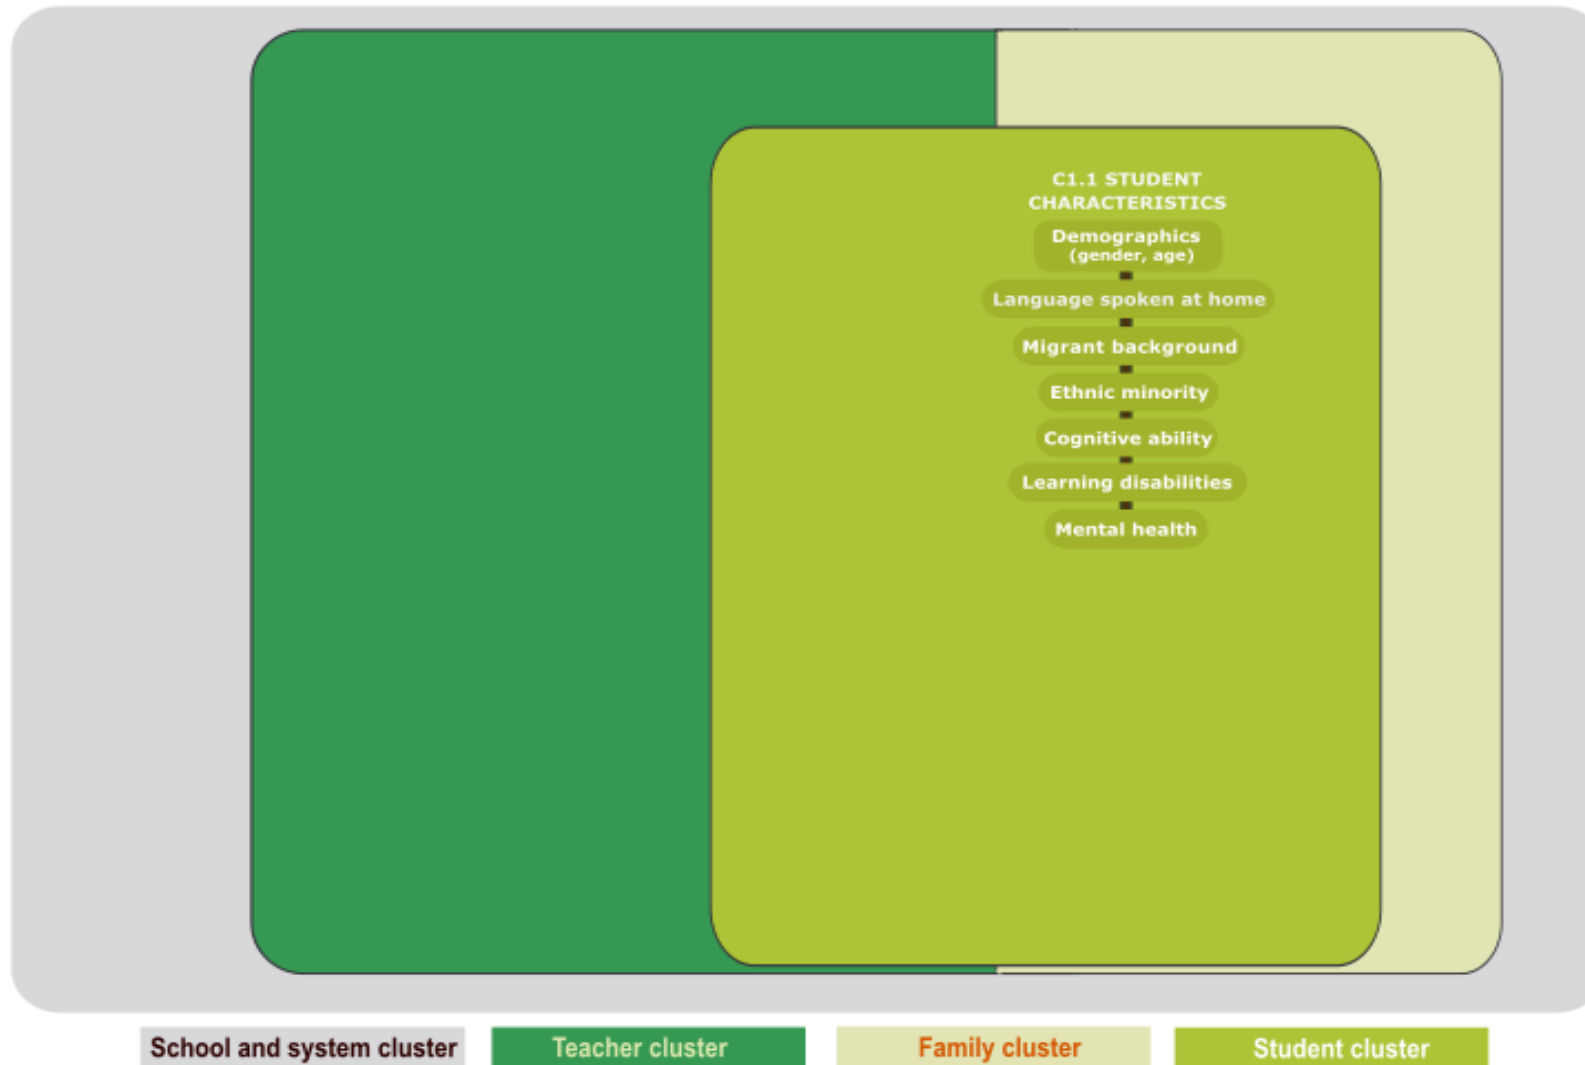 C1.1 STUDENT
CHARACTERISTICS
Demographics
(gender, age)
Language spoken at home
Migrant background
Ethnic minority
Cognitive ability
Learning disabilities
Mental health
School and system cluster
Teacher cluster
Family cluster
Student cluster